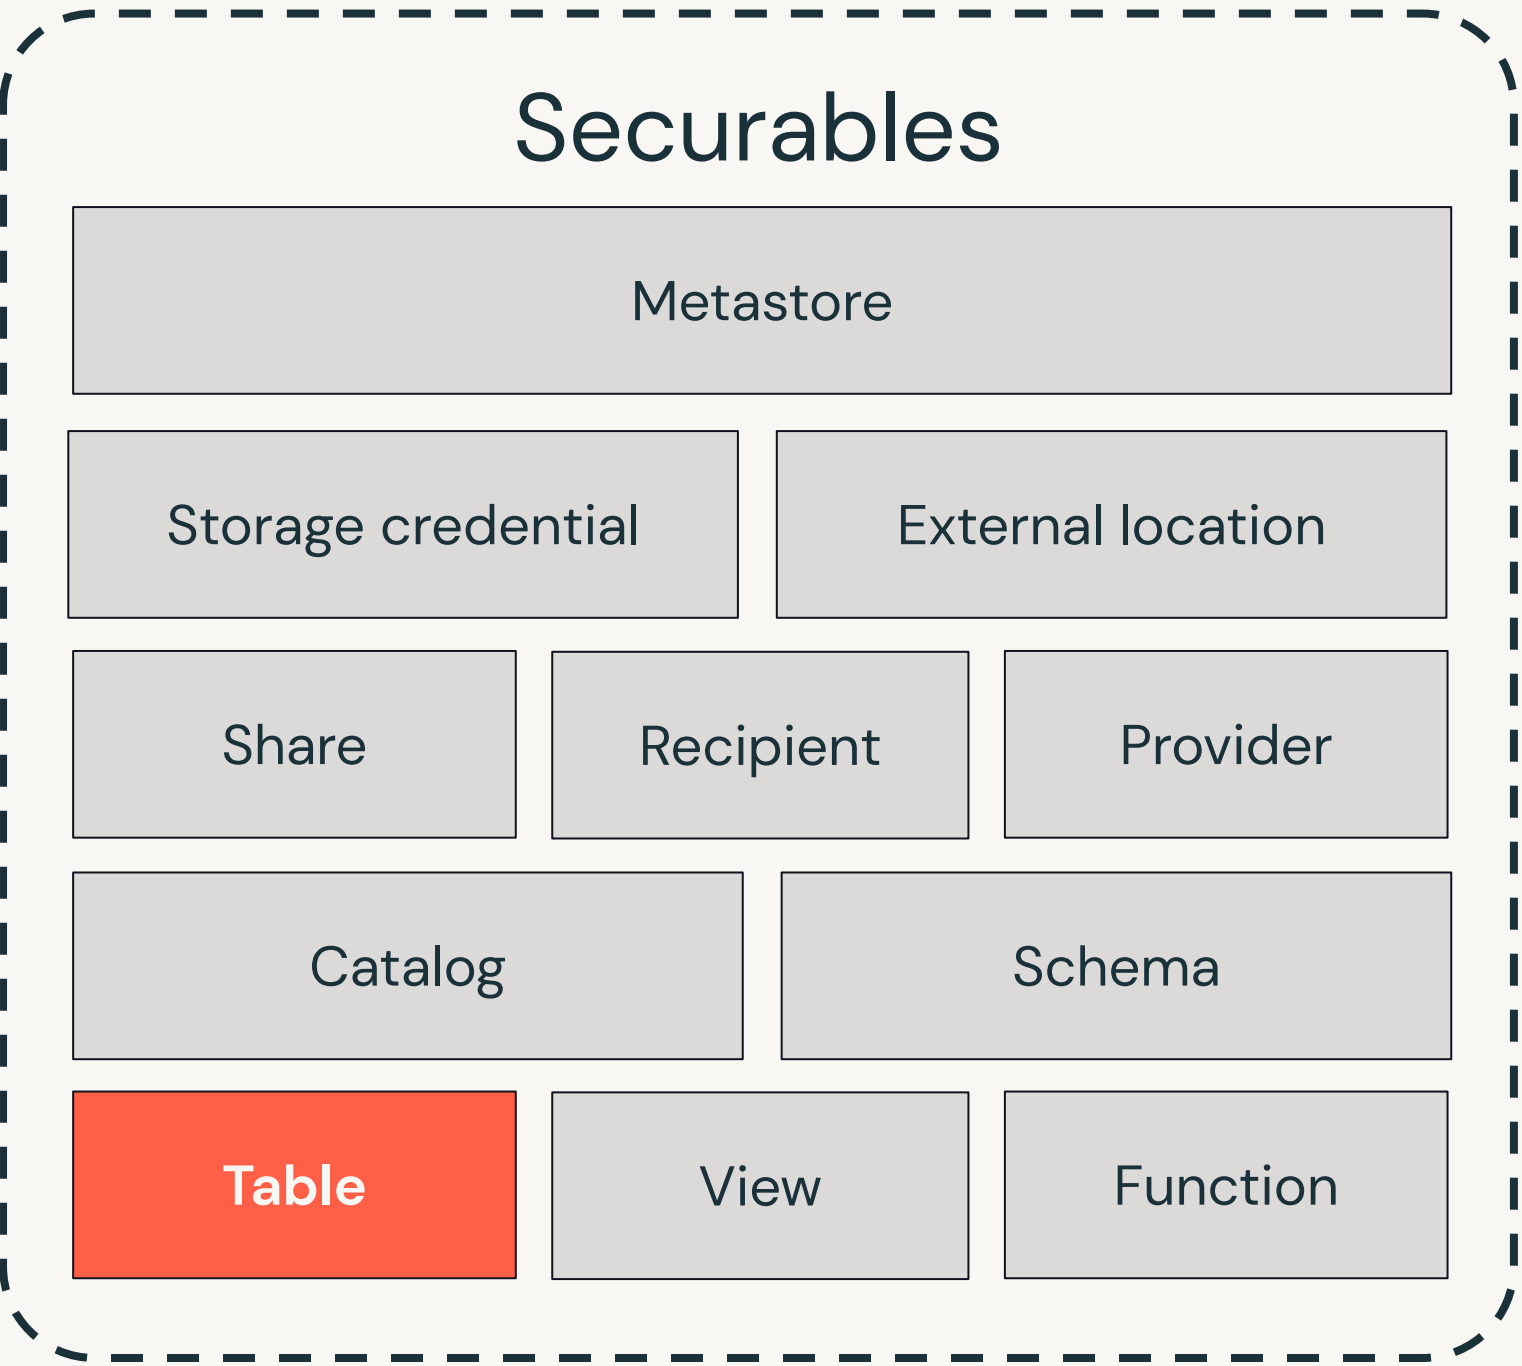 Securables
Metastore
Storage credential
External location
Share
Recipient
Provider
Catalog
Schema
Table
View
Function